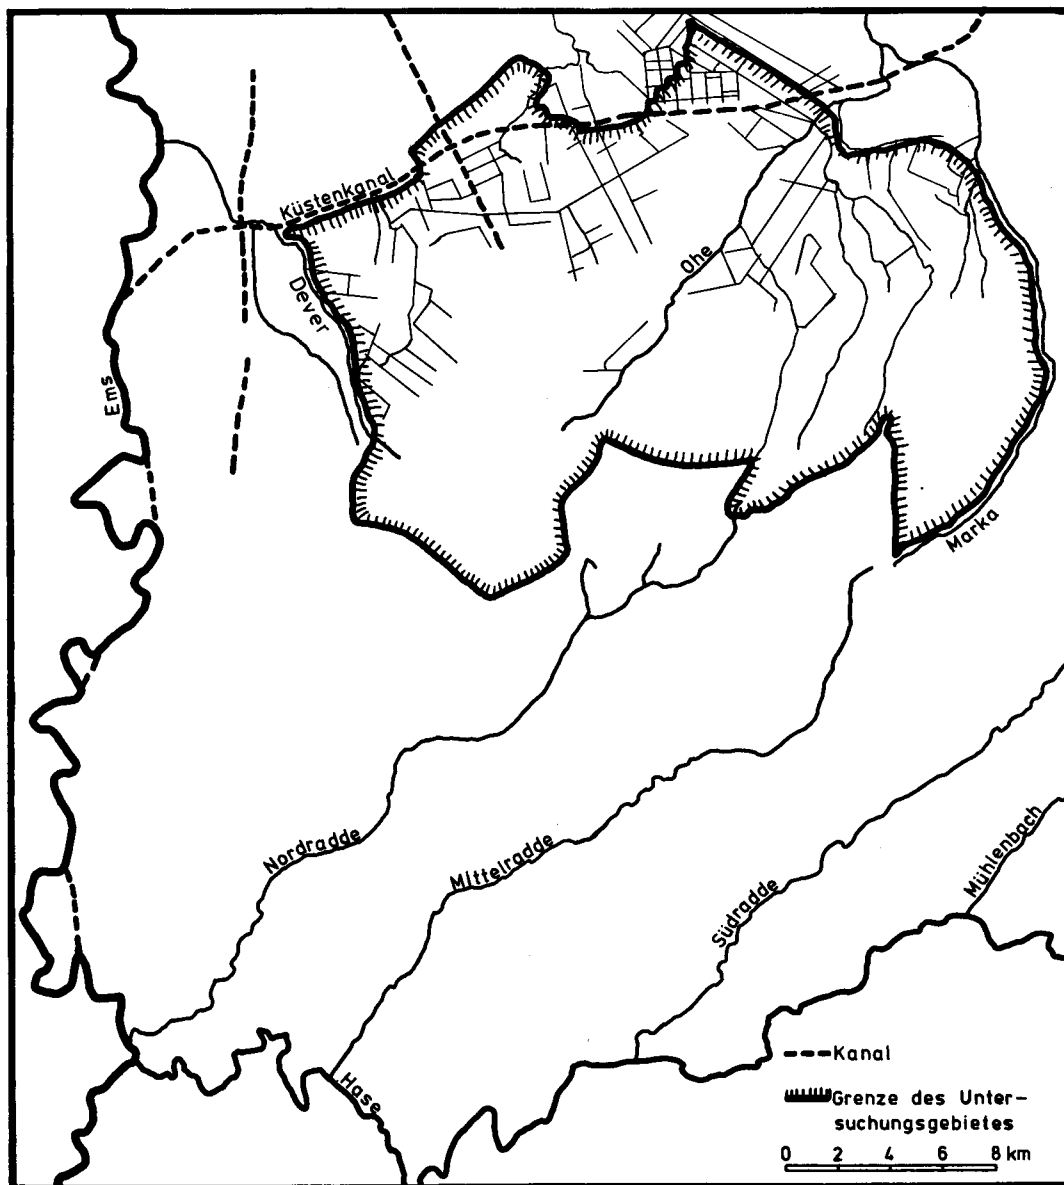 Küstenkanal
Dever
Ohe
Ems
Marka
Nordradde
Mittelradde
Südradde
Mühlenbach
Hase
Kanal
Grenze des Unter-
suchungsgebietes
0 2 4 6 8 km